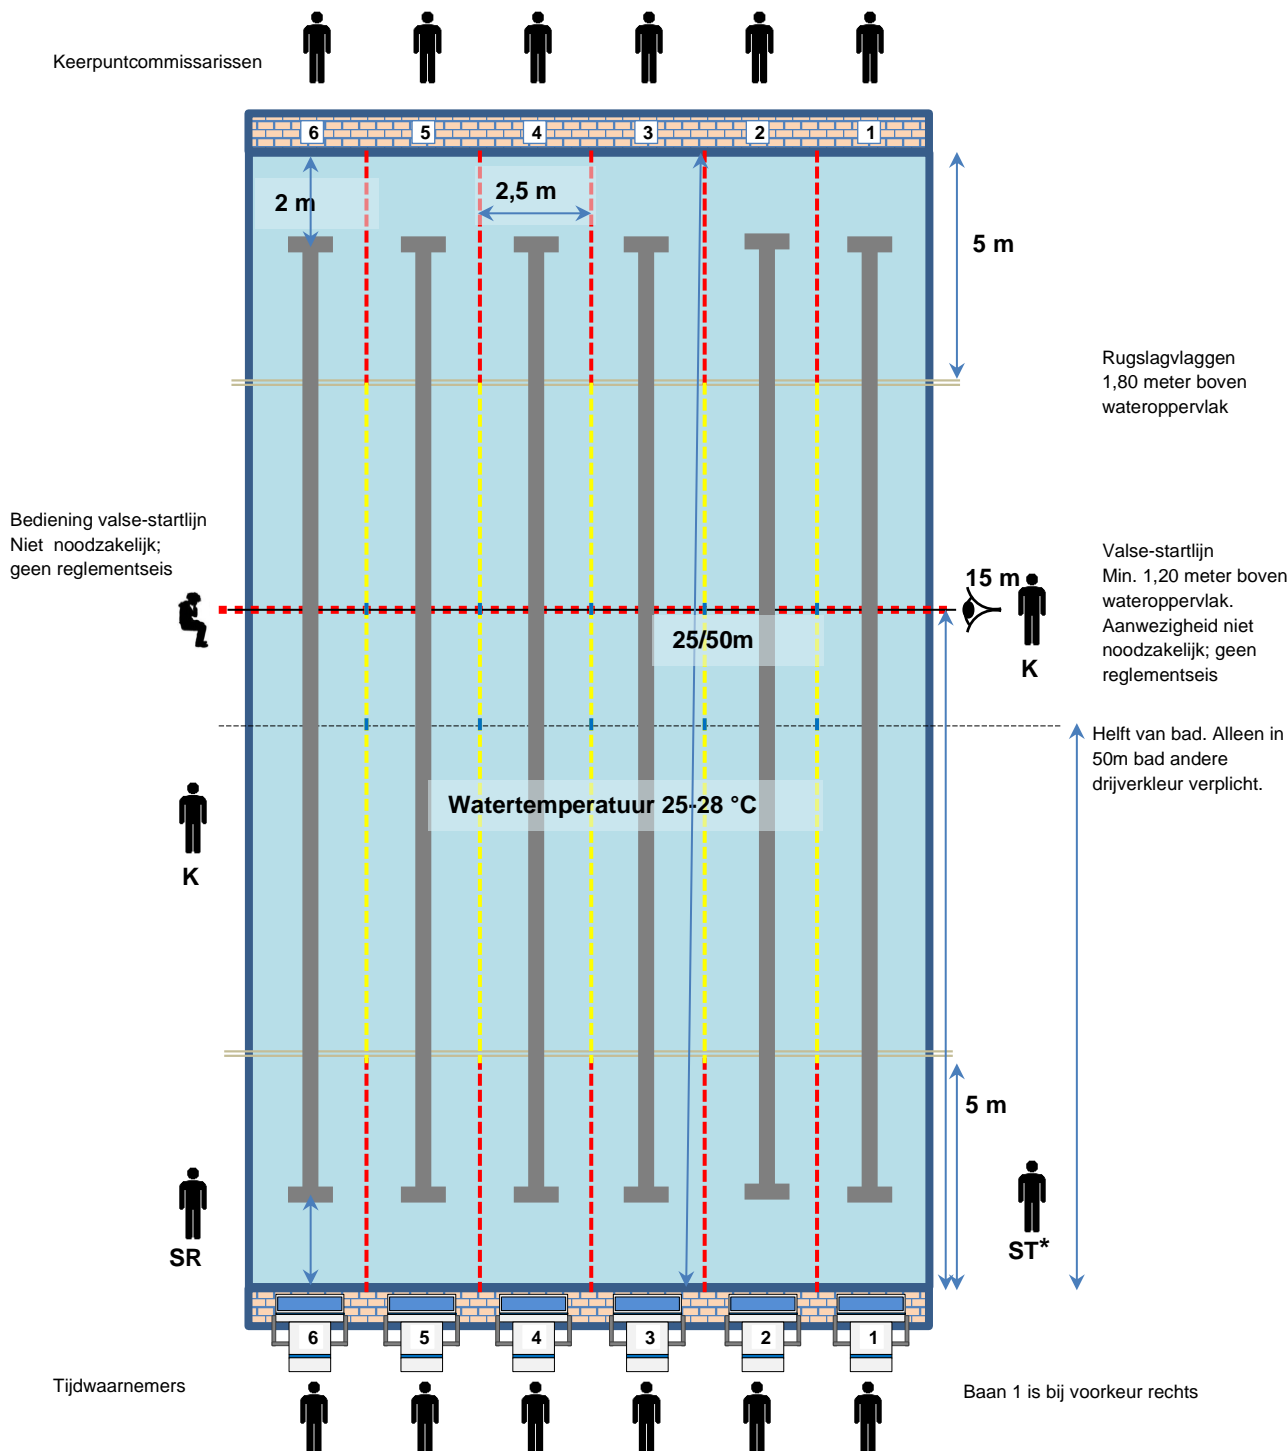 Keerpuntcommissarissen
6 5 4 3 2 1
2 m
2,5 m
5 m
Rugslagvlaggen
1,80 meter boven
wateroppervlak
Bediening valse-startlijn
Niet noodzakelijk;
geen reglementseis
15 m
K
Valse-startlijn
Min. 1,20 meter boven
wateroppervlak.
Aanwezigheid niet
noodzakelijk; geen
reglementseis
25/50m
Helft van bad. Alleen in
50m bad andere
drijverkleur verplicht.
Watertemperatuur 25-28 °C
K
5 m
SR
ST*
6 5 4 3 2 1
Tijdwaarnemers
Baan 1 is bij voorkeur rechts